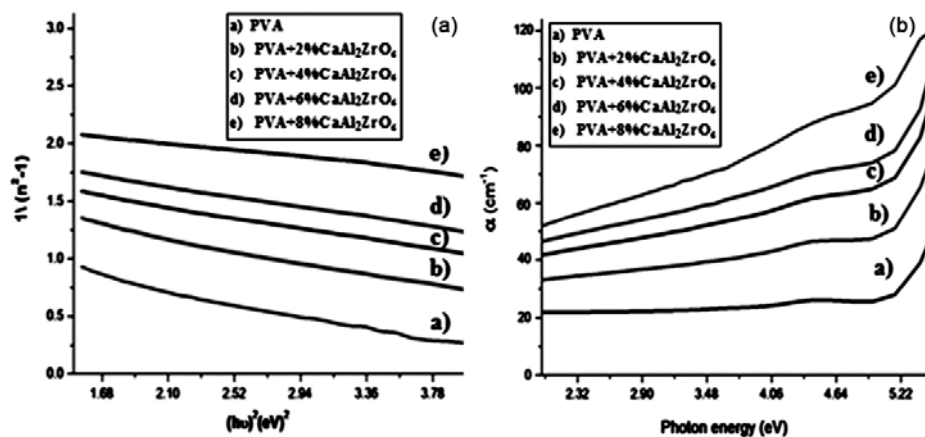 (a)
a) PVA
b) PVA+2%CaAl₂ZrO₆
c) PVA+4%CaAl₂ZrO₆
d) PVA+6%CaAl₂ZrO₆
e) PVA+8%CaAl₂ZrO₆
3.0
2.5
2.0
1.5
1.0
0.5
0.0
1\ (n²-1)
e)
d)
c)
b)
a)
1.68 2.10 2.52 2.94 3.36 3.78
(hυ)²(eV)²
(b)
a) PVA
b) PVA+2%CaAl₂ZrO₆
c) PVA+4%CaAl₂ZrO₆
d) PVA+6%CaAl₂ZrO₆
e) PVA+8%CaAl₂ZrO₆
120
100
80
60
40
20
0
α (cm⁻¹)
e)
d)
c)
b)
a)
2.32 2.90 3.48 4.06 4.64 5.22
Photon energy (eV)